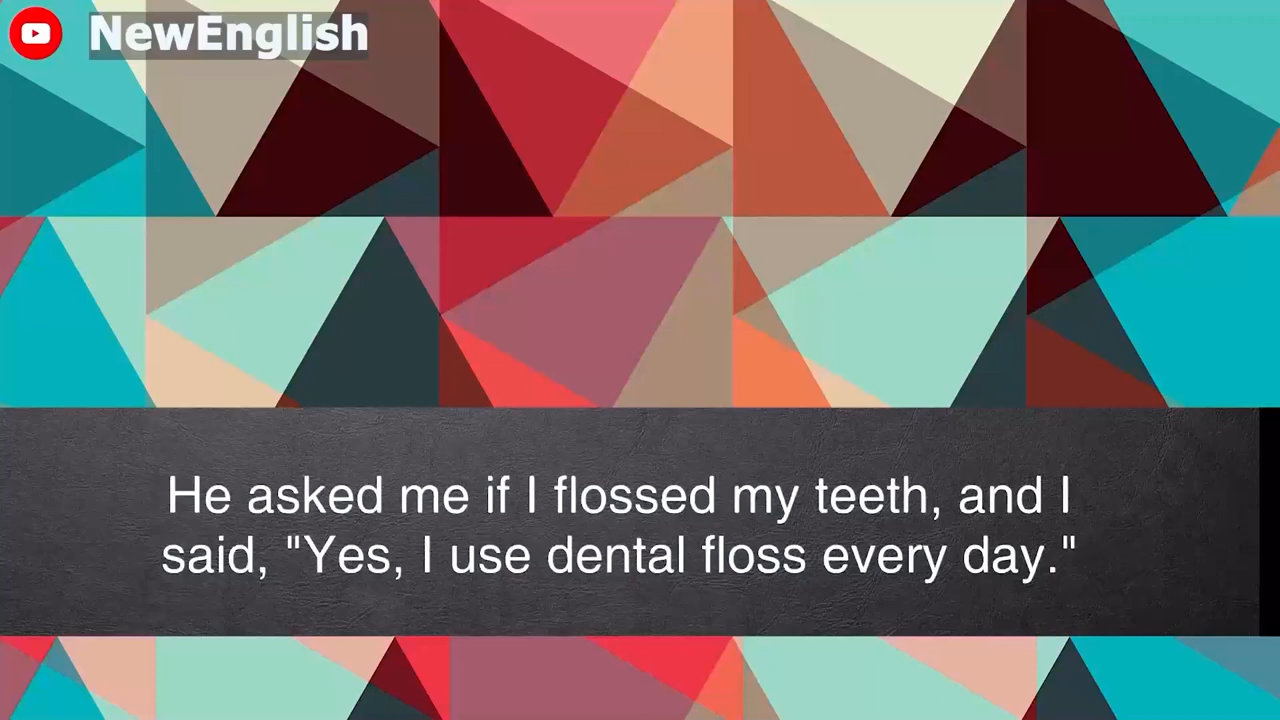 NewEnglish
He asked me if I flossed my teeth, and I
said, "Yes, I use dental floss every day."